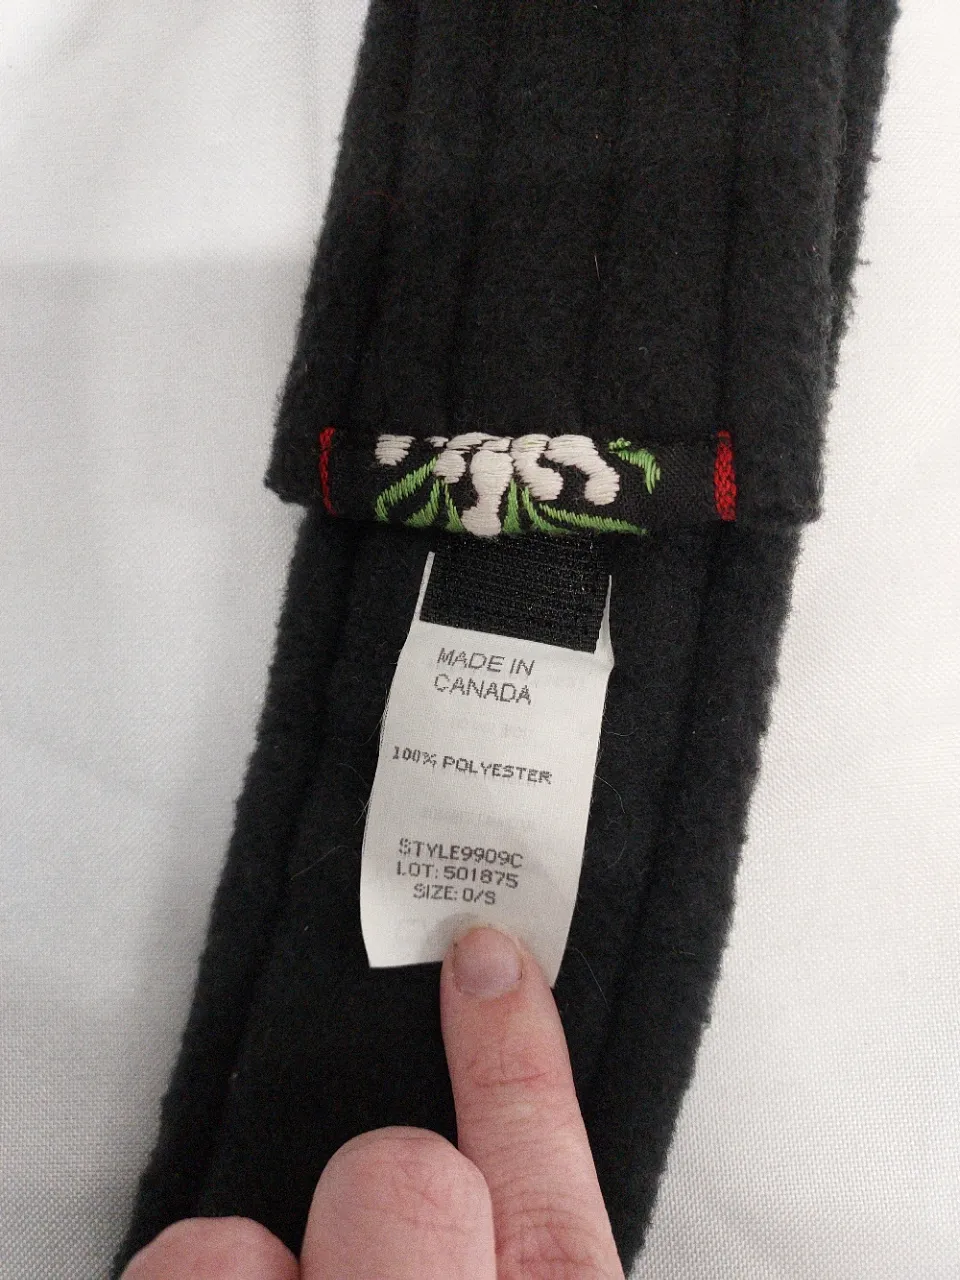 MADE IN
CANADA
100% POLYESTER
STYLE9909C
LOT: 501875
SIZE: O/S